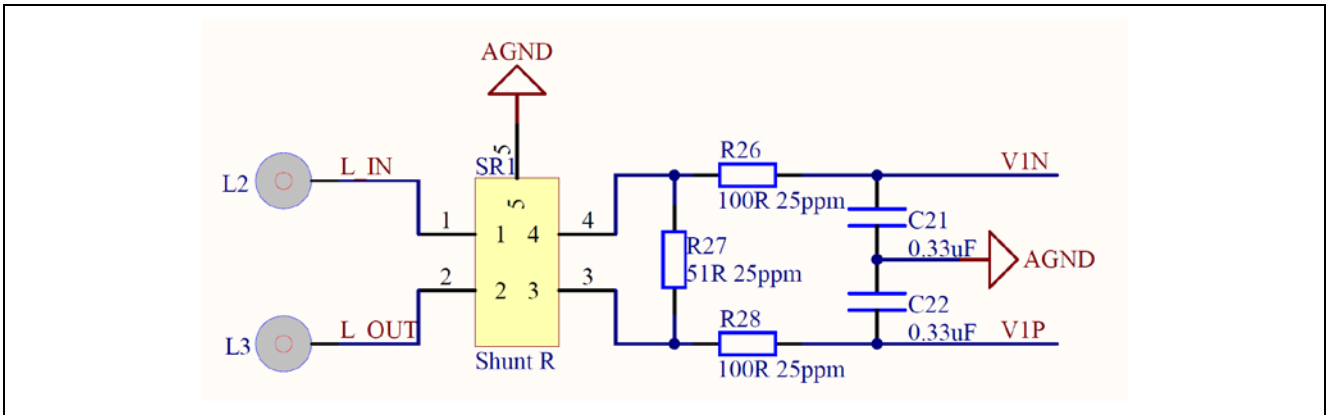 AGND
5
SR1
L_IN
L2
1
1 4
4
5
R26
100R 25ppm
V1N
C21
0.33uF
R27
51R 25ppm
AGND
2
2 3
3
L_OUT
L3
Shunt R
C22
0.33uF
R28
100R 25ppm
V1P